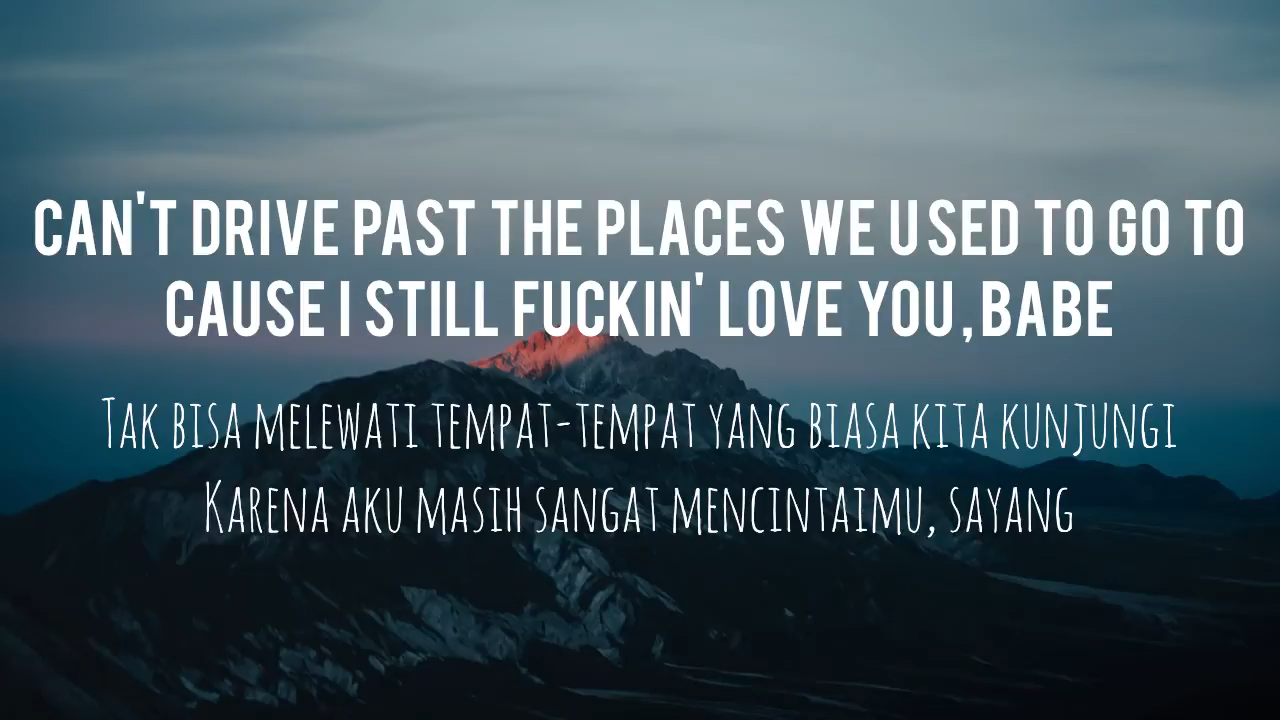 CAN'T DRIVE PAST THE PLACES WE USED TO GO TO
CAUSE I STILL FUCKIN' LOVE YOU, BABE
TAK BISA MELEWATI TEMPAT-TEMPAT YANG BIASA KITA KUNJUNGI
KARENA AKU MASIH SANGAT MENCINTAIMU, SAYANG